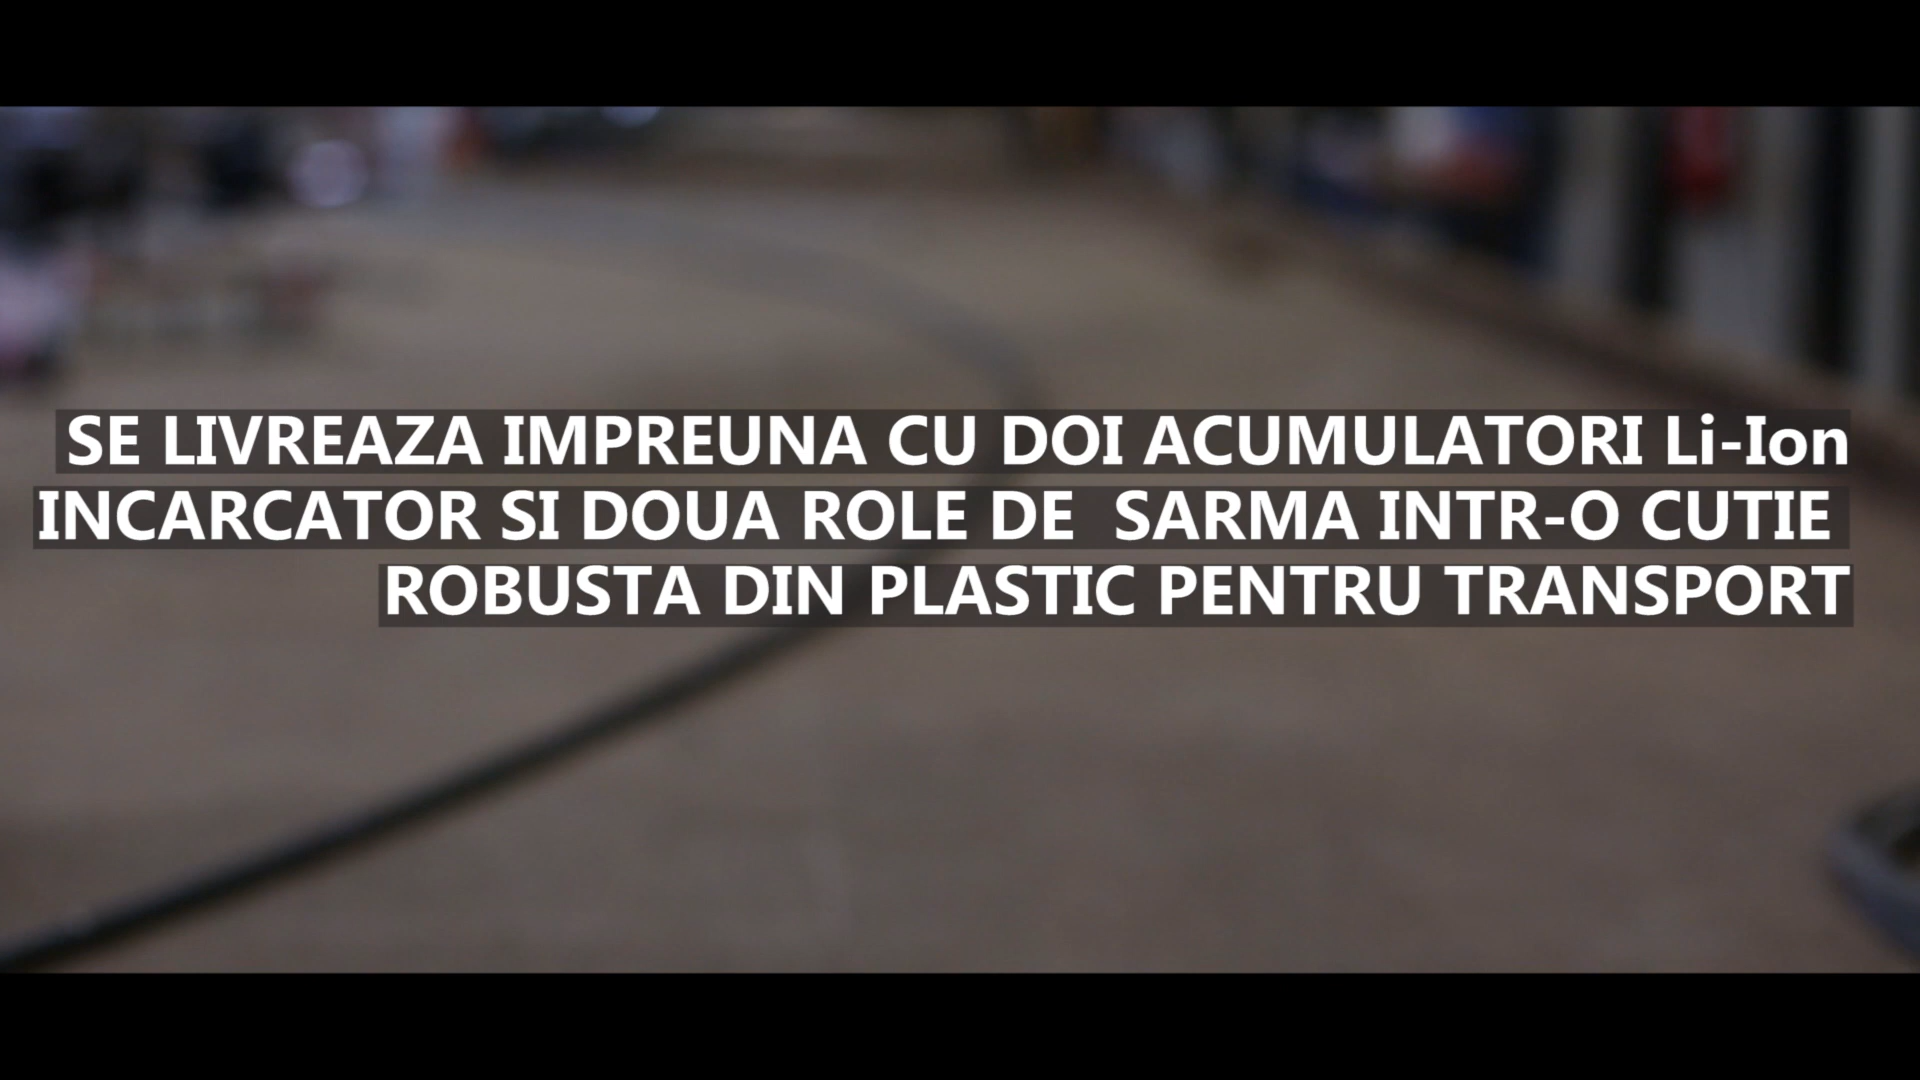 SE LIVREAZA IMPREUNA CU DOI ACUMULATORI Li-Ion
INCARCATOR SI DOUA ROLE DE SARMA INTR-O CUTIE
ROBUSTA DIN PLASTIC PENTRU TRANSPORT